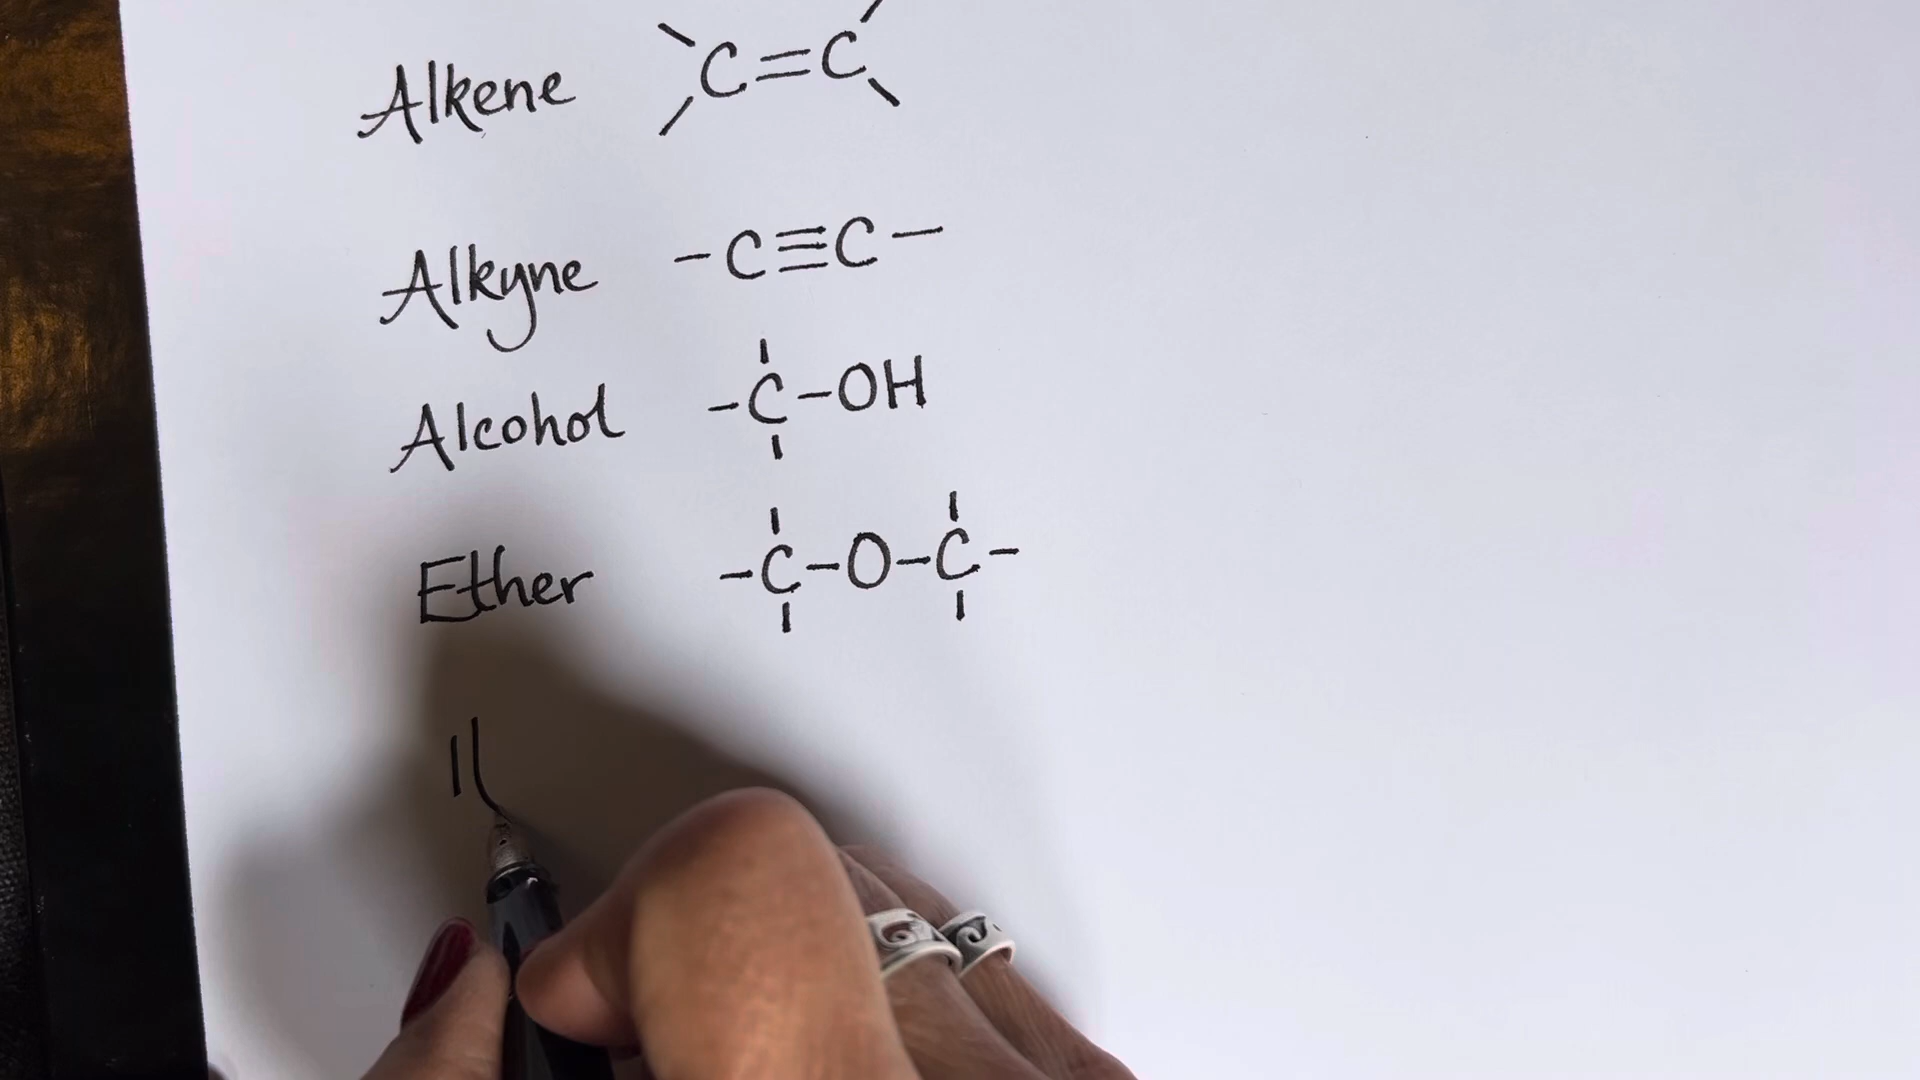 Alkene C=C
Alkyne -C≡C-
Alcohol -C-OH
Ether -C-O-C-